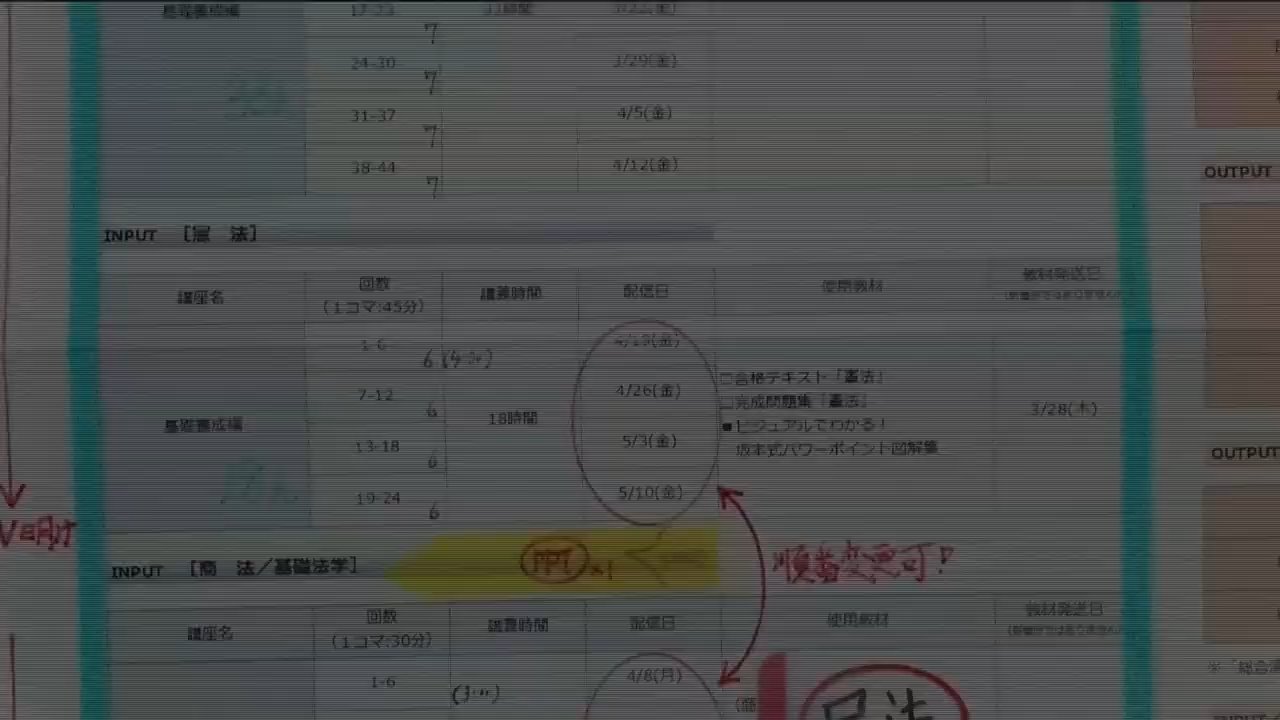 基礎養成編
17-23
7
24-30
3/29(金)
7
31-37
4/5(金)
7
38-44
4/12(金)
7
OUTPUT
INPUT [憲 法]
講座名
回数
(1コマ:45分)
講義時間
配信日
使用教材
教材発送日
1-6
6
4/19(金)
7-12
6
4/26(金)
基礎養成編
13-18
6
18時間
5/3(金)
19-24
6
5/10(金)
□合格テキスト「憲法」
□完成問題集「憲法」
■ビジュアルでわかる!
坂本式パワーポイント図解集
3/28(木)
OUTPUT
INPUT [商 法/基礎法学]
PPT
順番変更可!
講座名
回数
(1コマ:30分)
講義時間
配信日
使用教材
教材発送日
1-6
4/8(月)